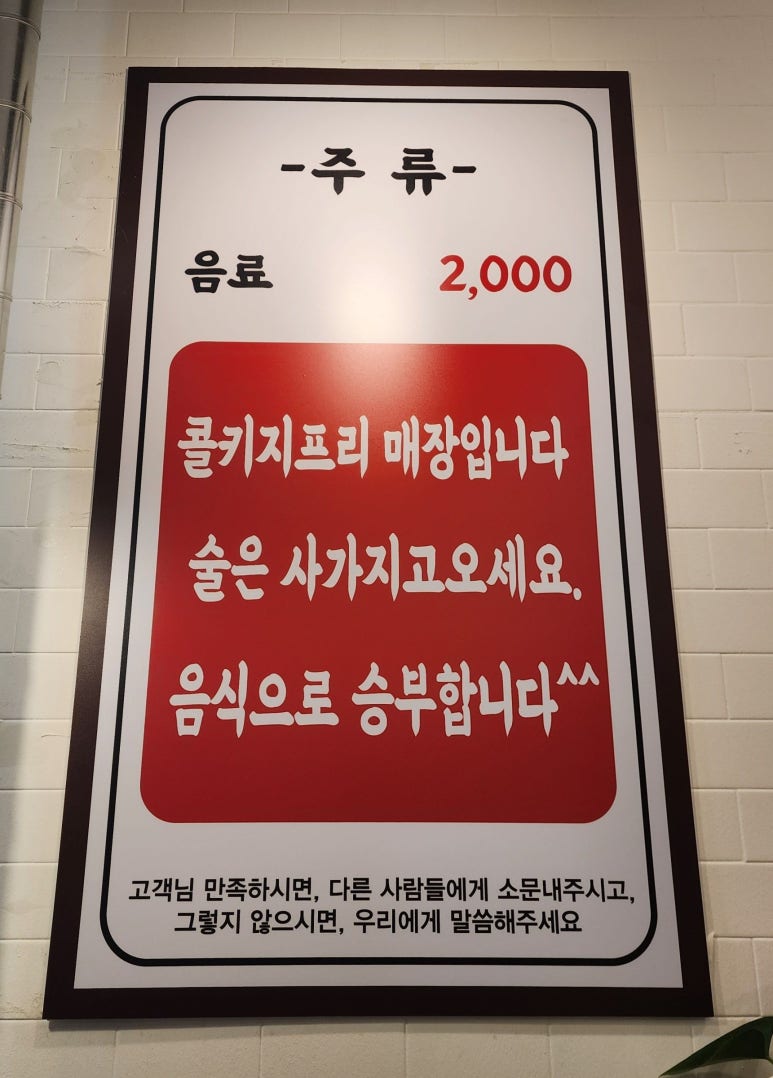 -주 류-
음료 2,000
콜키지프리 매장입니다
술은 사가지고오세요.
음식으로 승부합니다^^
고객님 만족하시면, 다른 사람들에게 소문내주시고,
그렇지 않으시면, 우리에게 말씀해주세요